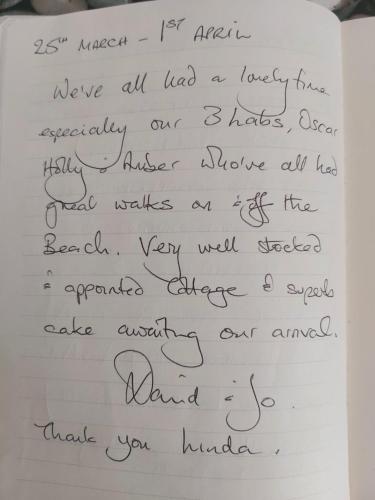 25TH MARCH – 1ST APRIL
We've all had a lovely time
especially our 3 labs, Oscar
Holly & Amber who've all had
great walks on & off the
Beach. Very well stocked
& appointed Cottage & superb
cake awaiting our arrival.
David & Jo.
Thank you Linda.